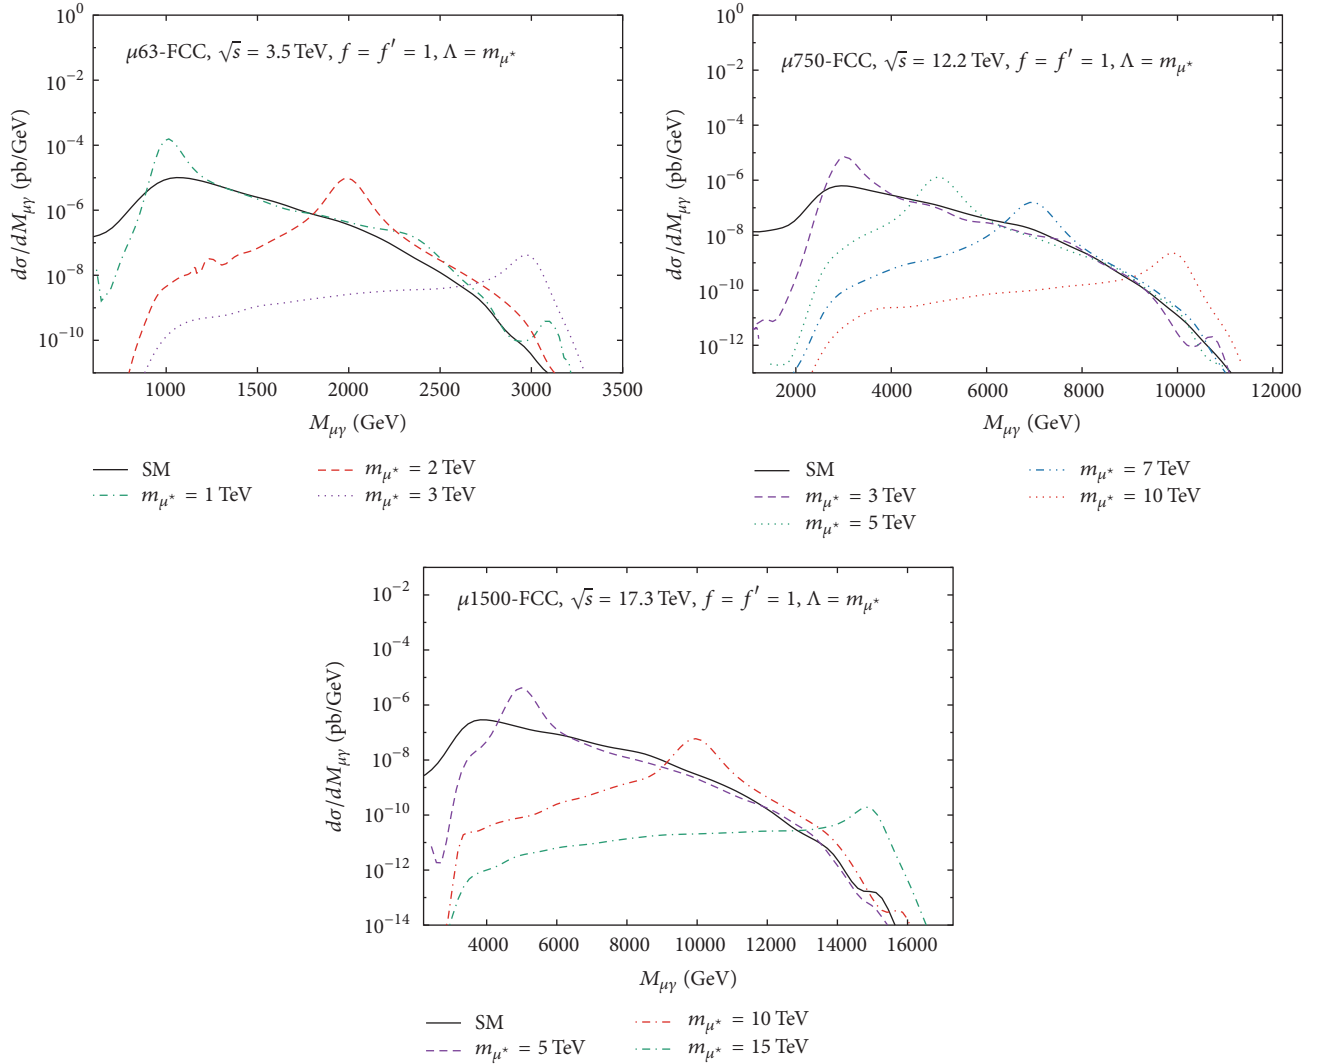 μ63-FCC, √s = 3.5 TeV, f = f′ = 1, Λ = m_μ⋆
dσ/dM_μγ (pb/GeV)
10^0
10^−2
10^−4
10^−6
10^−8
10^−10
1000 1500 2000 2500 3000 3500
M_μγ (GeV)
SM
m_μ⋆ = 1 TeV
m_μ⋆ = 2 TeV
m_μ⋆ = 3 TeV
μ750-FCC, √s = 12.2 TeV, f = f′ = 1, Λ = m_μ⋆
dσ/dM_μγ (pb/GeV)
10^0
10^−2
10^−4
10^−6
10^−8
10^−10
10^−12
2000 4000 6000 8000 10000 12000
M_μγ (GeV)
SM
m_μ⋆ = 3 TeV
m_μ⋆ = 5 TeV
m_μ⋆ = 7 TeV
m_μ⋆ = 10 TeV
μ1500-FCC, √s = 17.3 TeV, f = f′ = 1, Λ = m_μ⋆
dσ/dM_μγ (pb/GeV)
10^−2
10^−4
10^−6
10^−8
10^−10
10^−12
10^−14
4000 6000 8000 10000 12000 14000 16000
M_μγ (GeV)
SM
m_μ⋆ = 5 TeV
m_μ⋆ = 10 TeV
m_μ⋆ = 15 TeV